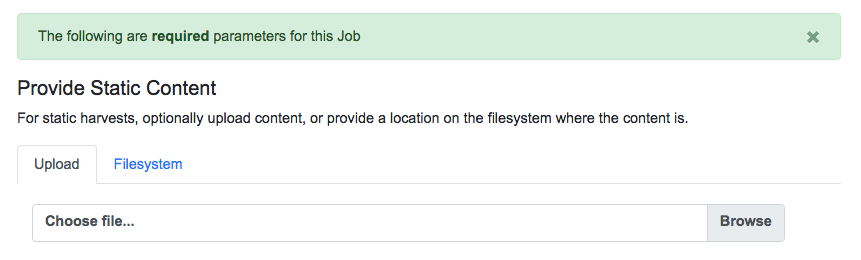 The following are required parameters for this Job ×
Provide Static Content
For static harvests, optionally upload content, or provide a location on the filesystem where the content is.
Upload Filesystem
Choose file... Browse